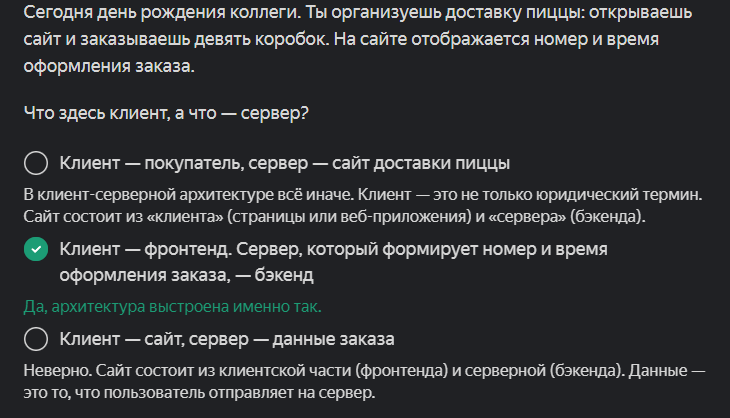 Сегодня день рождения коллеги. Ты организуешь доставку пиццы: открываешь
сайт и заказываешь девять коробок. На сайте отображается номер и время
оформления заказа.
Что здесь клиент, а что — сервер?
Клиент — покупатель, сервер — сайт доставки пиццы
В клиент-серверной архитектуре всё иначе. Клиент — это не только юридический термин.
Сайт состоит из «клиента» (страницы или веб-приложения) и «сервера» (бэкенда).
Клиент — фронтенд. Сервер, который формирует номер и время
оформления заказа, — бэкенд
Да, архитектура выстроена именно так.
Клиент — сайт, сервер — данные заказа
Неверно. Сайт состоит из клиентской части (фронтенда) и серверной (бэкенда). Данные —
это то, что пользователь отправляет на сервер.